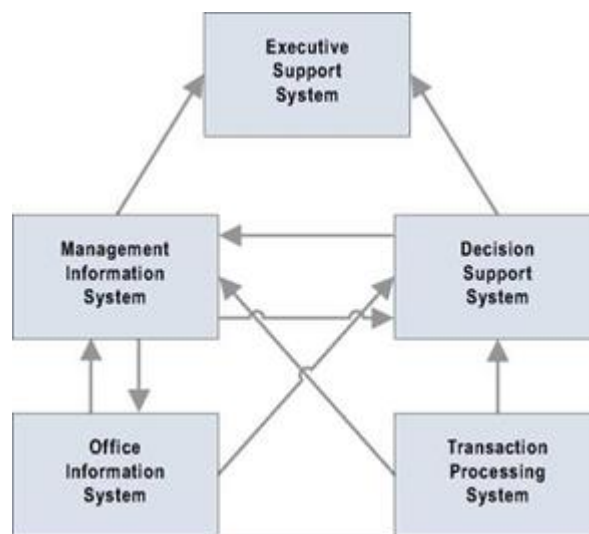 Executive
Support
System
Management
Information
System
Decision
Support
System
Office
Information
System
Transaction
Processing
System